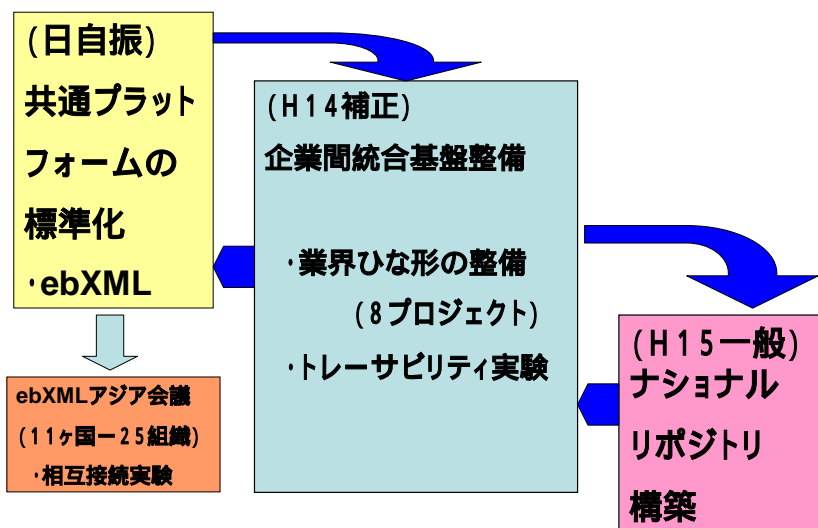 (日自振)
共通プラット
フォームの
標準化
・ebXML
(H14補正)
企業間統合基盤整備
・業界ひな形の整備
(8プロジェクト)
・トレーサビリティ実験
(H15一般)
ナショナル
リポジトリ
構築
ebXMLアジア会議
(11ヶ国ー25組織)
・相互接続実験